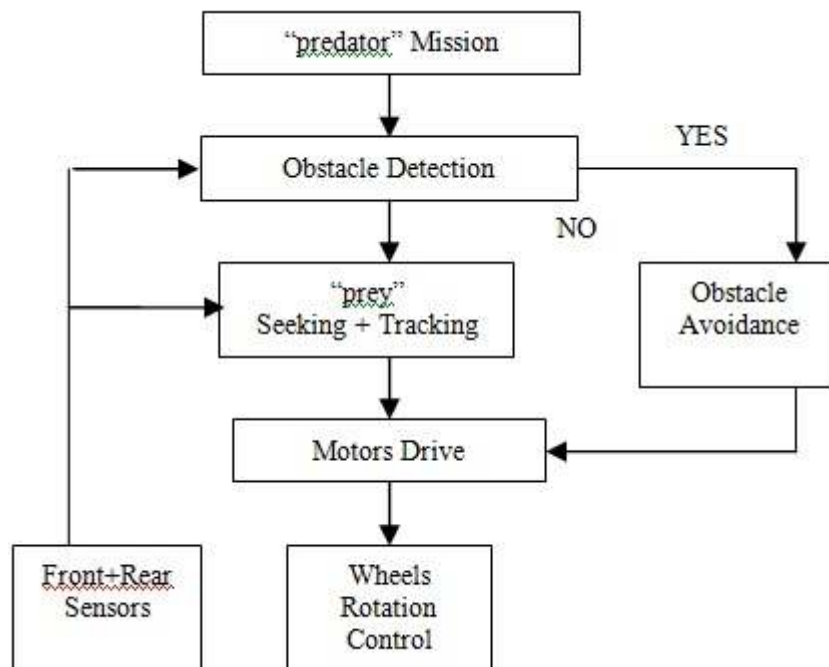 “predator” Mission
YES
Obstacle Detection
NO
“prey”
Seeking + Tracking
Obstacle
Avoidance
Motors Drive
Front+Rear
Sensors
Wheels
Rotation
Control